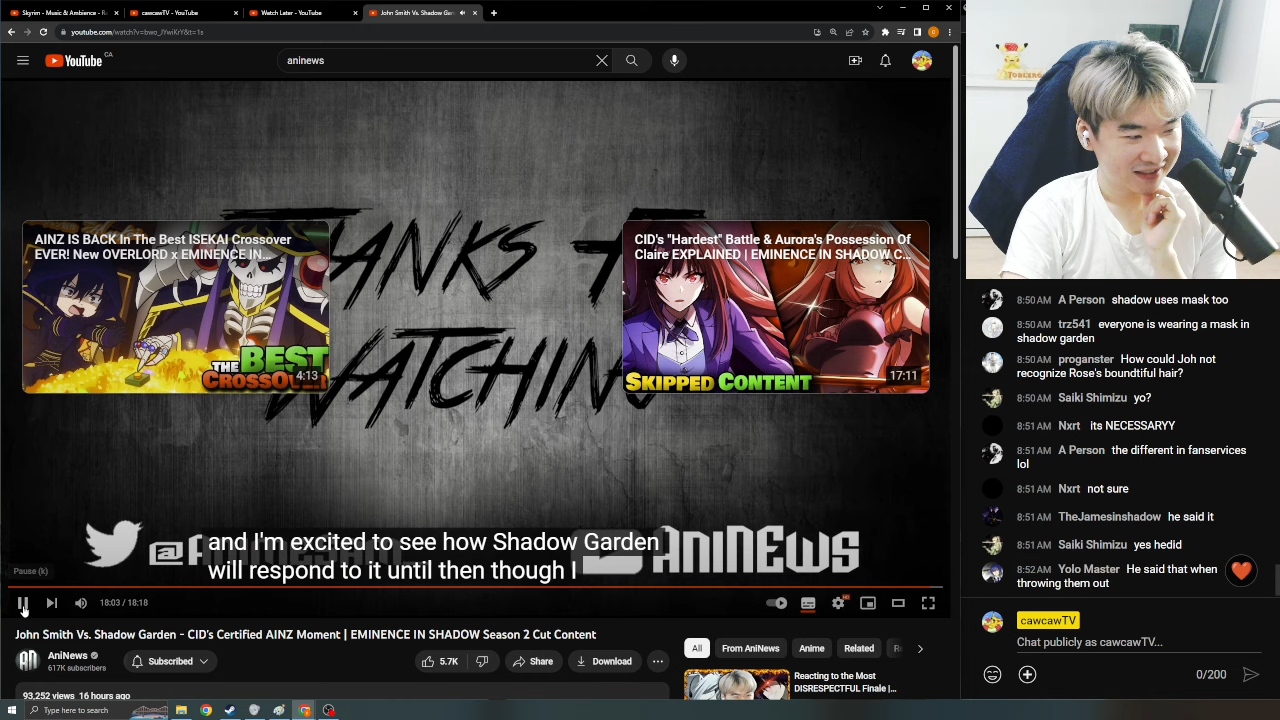 Skyrim - Music & Ambience - R
cawcawTV - YouTube
Watch Later - YouTube
John Smith Vs. Shadow Gar
youtube.com/watch?v=bwo_JYwiKrY&t=1s
YouTube CA
aninews
THANKS FOR
WATCHING
AINZ IS BACK In The Best ISEKAI Crossover
EVER! New OVERLORD x EMINENCE IN...
THE BEST
CROSSOVER
4:13
CID's "Hardest" Battle & Aurora's Possession Of
Claire EXPLAINED | EMINENCE IN SHADOW C...
SKIPPED CONTENT
17:11
ANINEWS
and I'm excited to see how Shadow Garden
will respond to it until then though I
Pause (k)
18:03 / 18:18
HD
John Smith Vs. Shadow Garden - CID's Certified AINZ Moment | EMINENCE IN SHADOW Season 2 Cut Content
AniNews
617K subscribers
Subscribed
5.7K
Share
Download
93,252 views 16 hours ago
All
From AniNews
Anime
Related
Reacting to the Most
DISRESPECTFUL Finale |...
Type here to search
8:50 AM A Person shadow uses mask too
8:50 AM trz541 everyone is wearing a mask in
shadow garden
8:50 AM proganster How could Joh not
recognize Rose's boundtiful hair?
8:50 AM Saiki Shimizu yo?
8:51 AM Nxrt its NECESSARYY
8:51 AM A Person the different in fanservices
lol
8:51 AM Nxrt not sure
8:51 AM TheJamesinshadow he said it
8:51 AM Saiki Shimizu yes hedid
8:52 AM Yolo Master He said that when
throwing them out
cawcawTV
Chat publicly as cawcawTV...
0/200